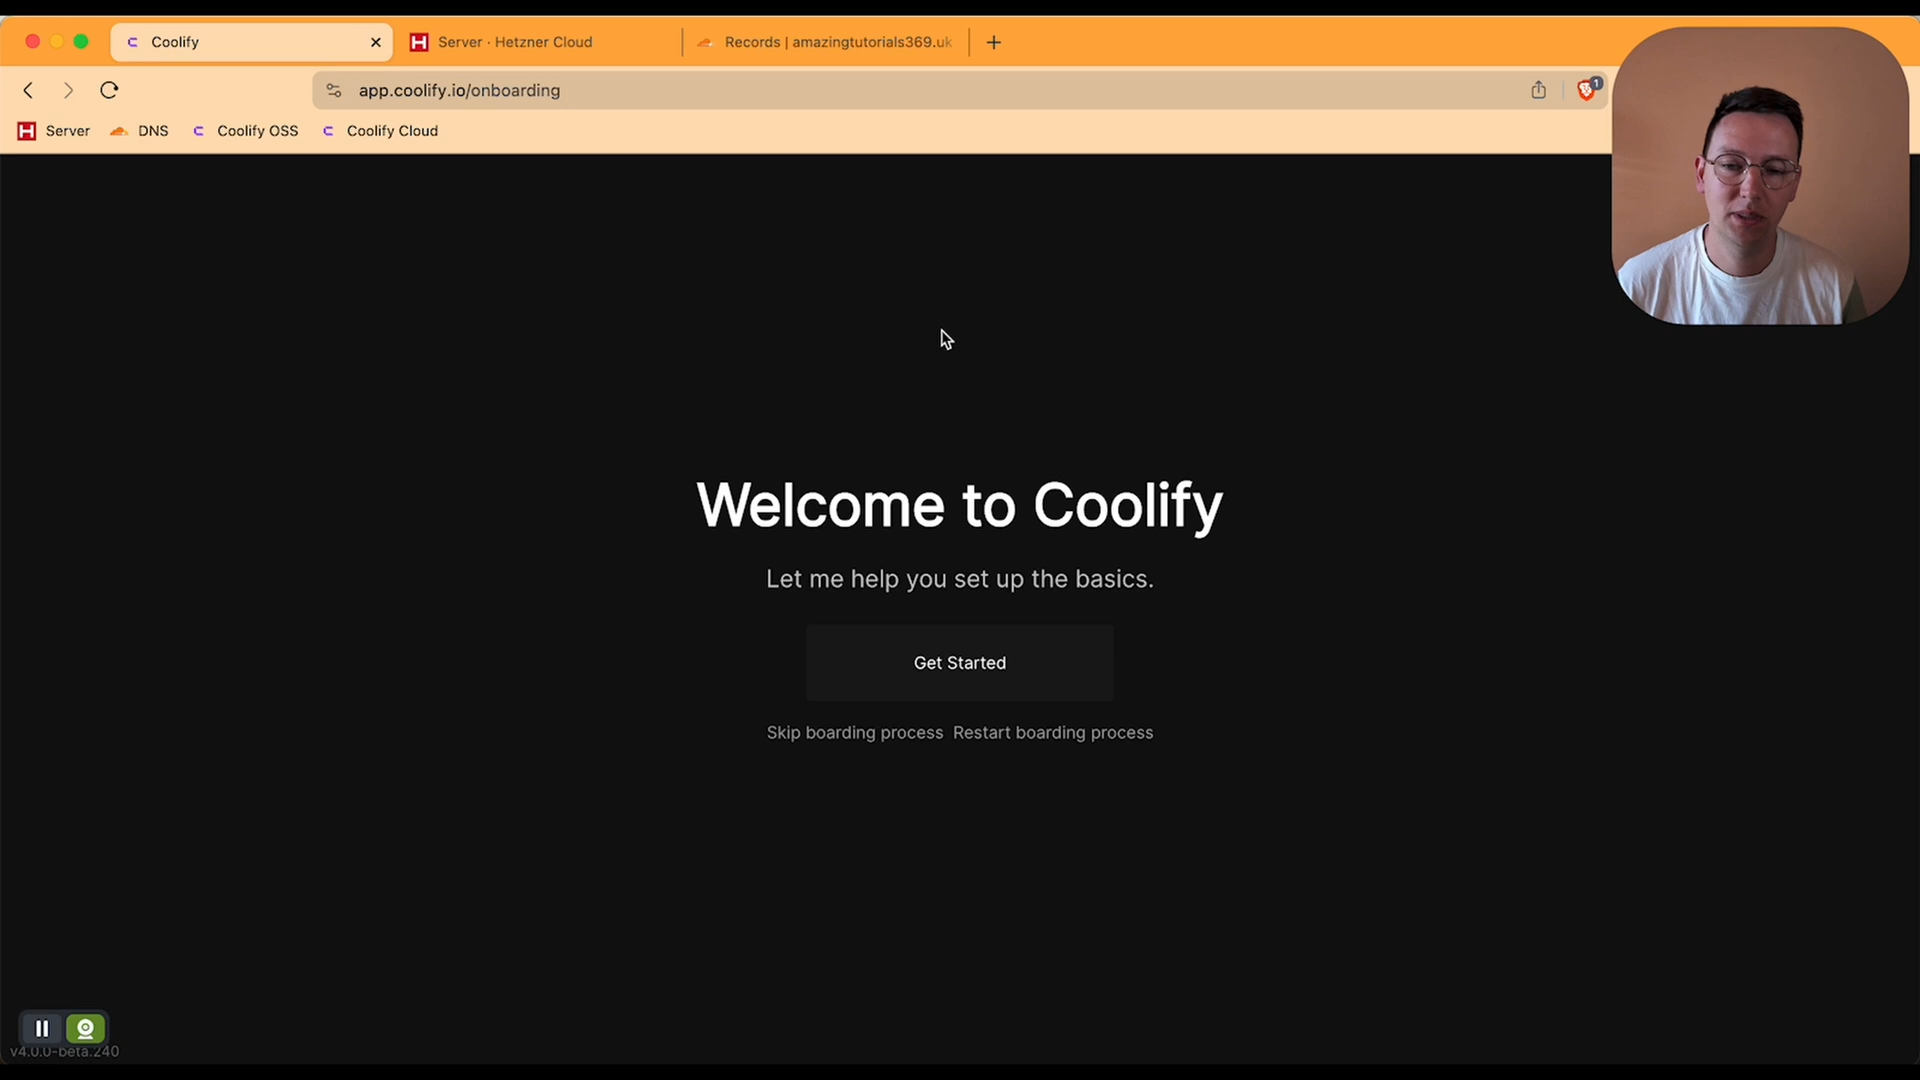 Coolify
Server · Hetzner Cloud
Records | amazingtutorials369.uk
app.coolify.io/onboarding
1
Server
DNS
Coolify OSS
Coolify Cloud
Welcome to Coolify
Let me help you set up the basics.
Get Started
Skip boarding process Restart boarding process
v4.0.0-beta.240